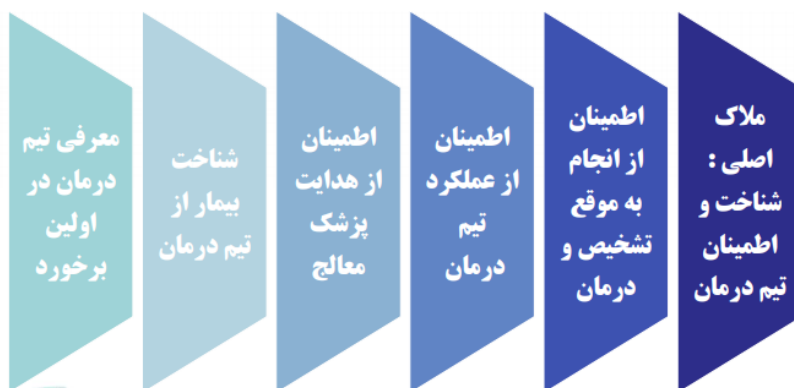 ملاک
اصلی :
شناخت و
اطمینان
تیم درمان
اطمینان
از انجام
به موقع
تشخیص و
درمان
اطمینان
از عملکرد
تیم
درمان
اطمینان
از هدایت
پزشک
معالج
شناخت
بیمار از
تیم درمان
معرفی تیم
درمان در
اولین
برخورد